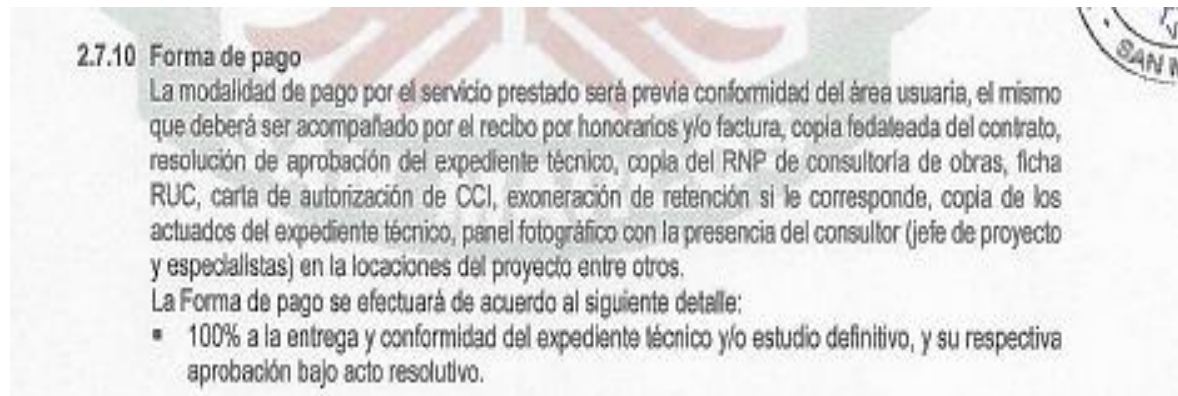 SAN M
2.7.10 Forma de pago
La modalidad de pago por el servicio prestado será previa conformidad del área usuaria, el mismo
que deberá ser acompañado por el recibo por honorarios y/o factura, copia fedateada del contrato,
resolución de aprobación del expediente técnico, copia del RNP de consultoría de obras, ficha
RUC, carta de autorización de CCI, exoneración de retención si le corresponde, copia de los
actuados del expediente técnico, panel fotográfico con la presencia del consultor (jefe de proyecto
y especialistas) en la locaciones del proyecto entre otros.
La Forma de pago se efectuará de acuerdo al siguiente detalle:
▪ 100% a la entrega y conformidad del expediente técnico y/o estudio definitivo, y su respectiva
aprobación bajo acto resolutivo.